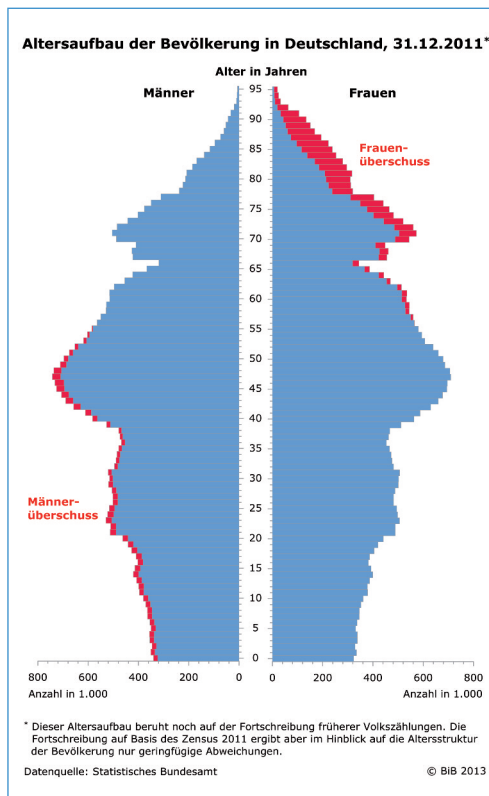 Altersaufbau der Bevölkerung in Deutschland, 31.12.2011*
Alter in Jahren
Männer
Frauen
95
90
85
80
75
70
65
60
55
50
45
40
35
30
25
20
15
10
5
0
Frauen-
überschuss
Männer-
überschuss
800 600 400 200 0
0 200 400 600 800
Anzahl in 1.000
Anzahl in 1.000
* Dieser Altersaufbau beruht noch auf der Fortschreibung früherer Volkszählungen. Die
Fortschreibung auf Basis des Zensus 2011 ergibt aber im Hinblick auf die Altersstruktur
der Bevölkerung nur geringfügige Abweichungen.
Datenquelle: Statistisches Bundesamt
© BiB 2013